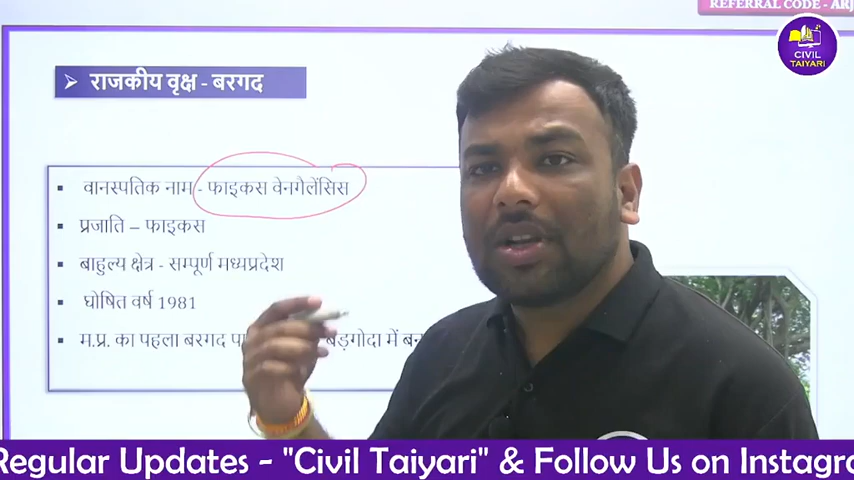 REFERRAL CODE - ARJ
CIVIL
TAIYARI
राजकीय वृक्ष - बरगद
वानस्पतिक नाम - फाइकस वेनगैलेंसिस
प्रजाति – फाइकस
बाहुल्य क्षेत्र - सम्पूर्ण मध्यप्रदेश
घोषित वर्ष 1981
म.प्र. का पहला बरगद बड़गोदा में
Regular Updates - "Civil Taiyari" & Follow Us on Instagra